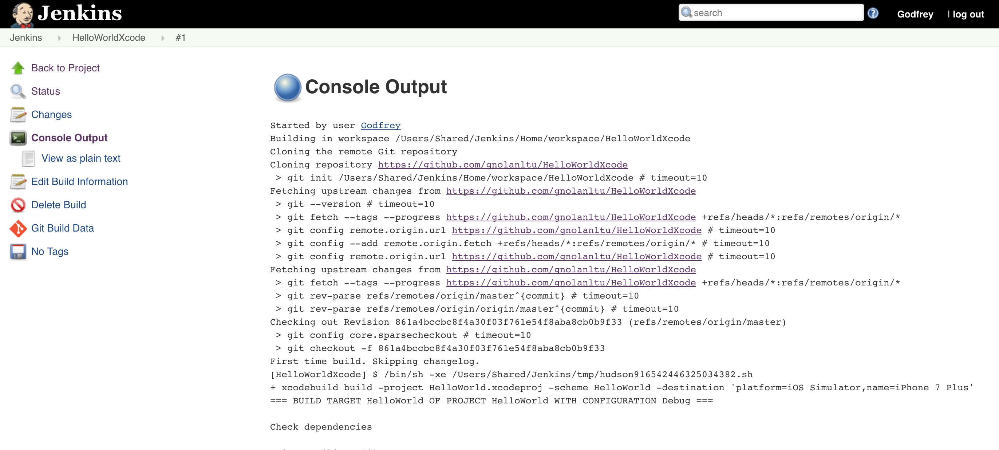 Jenkins
search
Godfrey | log out
Jenkins HelloWorldXcode #1
Back to Project
Status
Changes
Console Output
View as plain text
Edit Build Information
Delete Build
Git Build Data
No Tags
Console Output
Started by user Godfrey
Building in workspace /Users/Shared/Jenkins/Home/workspace/HelloWorldXcode
Cloning the remote Git repository
Cloning repository https://github.com/gnolanltu/HelloWorldXcode
 > git init /Users/Shared/Jenkins/Home/workspace/HelloWorldXcode # timeout=10
Fetching upstream changes from https://github.com/gnolanltu/HelloWorldXcode
 > git --version # timeout=10
 > git fetch --tags --progress https://github.com/gnolanltu/HelloWorldXcode +refs/heads/*:refs/remotes/origin/*
 > git config remote.origin.url https://github.com/gnolanltu/HelloWorldXcode # timeout=10
 > git config --add remote.origin.fetch +refs/heads/*:refs/remotes/origin/* # timeout=10
 > git config remote.origin.url https://github.com/gnolanltu/HelloWorldXcode # timeout=10
Fetching upstream changes from https://github.com/gnolanltu/HelloWorldXcode
 > git fetch --tags --progress https://github.com/gnolanltu/HelloWorldXcode +refs/heads/*:refs/remotes/origin/*
 > git rev-parse refs/remotes/origin/master^{commit} # timeout=10
 > git rev-parse refs/remotes/origin/origin/master^{commit} # timeout=10
Checking out Revision 861a4bccbc8f4a30f03f761e54f8aba8cb0b9f33 (refs/remotes/origin/master)
 > git config core.sparsecheckout # timeout=10
 > git checkout -f 861a4bccbc8f4a30f03f761e54f8aba8cb0b9f33
First time build. Skipping changelog.
[HelloWorldXcode] $ /bin/sh -xe /Users/Shared/Jenkins/tmp/hudson916542446325034382.sh
+ xcodebuild build -project HelloWorld.xcodeproj -scheme HelloWorld -destination 'platform=iOS Simulator,name=iPhone 7 Plus'
=== BUILD TARGET HelloWorld OF PROJECT HelloWorld WITH CONFIGURATION Debug ===
Check dependencies